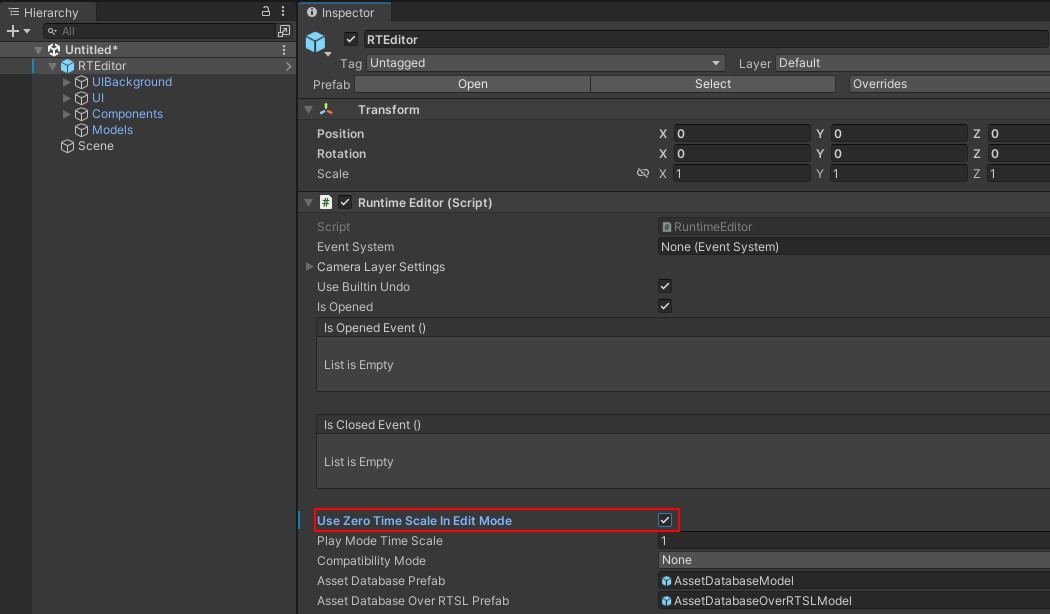 Hierarchy
All
Untitled*
RTEditor
UIBackground
UI
Components
Models
Scene
Inspector
RTEditor
Tag Untagged Layer Default
Prefab Open Select Overrides
Transform
Position X 0 Y 0 Z 0
Rotation X 0 Y 0 Z 0
Scale X 1 Y 1 Z 1
# Runtime Editor (Script)
Script RuntimeEditor
Event System None (Event System)
Camera Layer Settings
Use Builtin Undo
Is Opened
Is Opened Event ()
List is Empty
Is Closed Event ()
List is Empty
Use Zero Time Scale In Edit Mode
Play Mode Time Scale 1
Compatibility Mode None
Asset Database Prefab AssetDatabaseModel
Asset Database Over RTSL Prefab AssetDatabaseOverRTSLModel